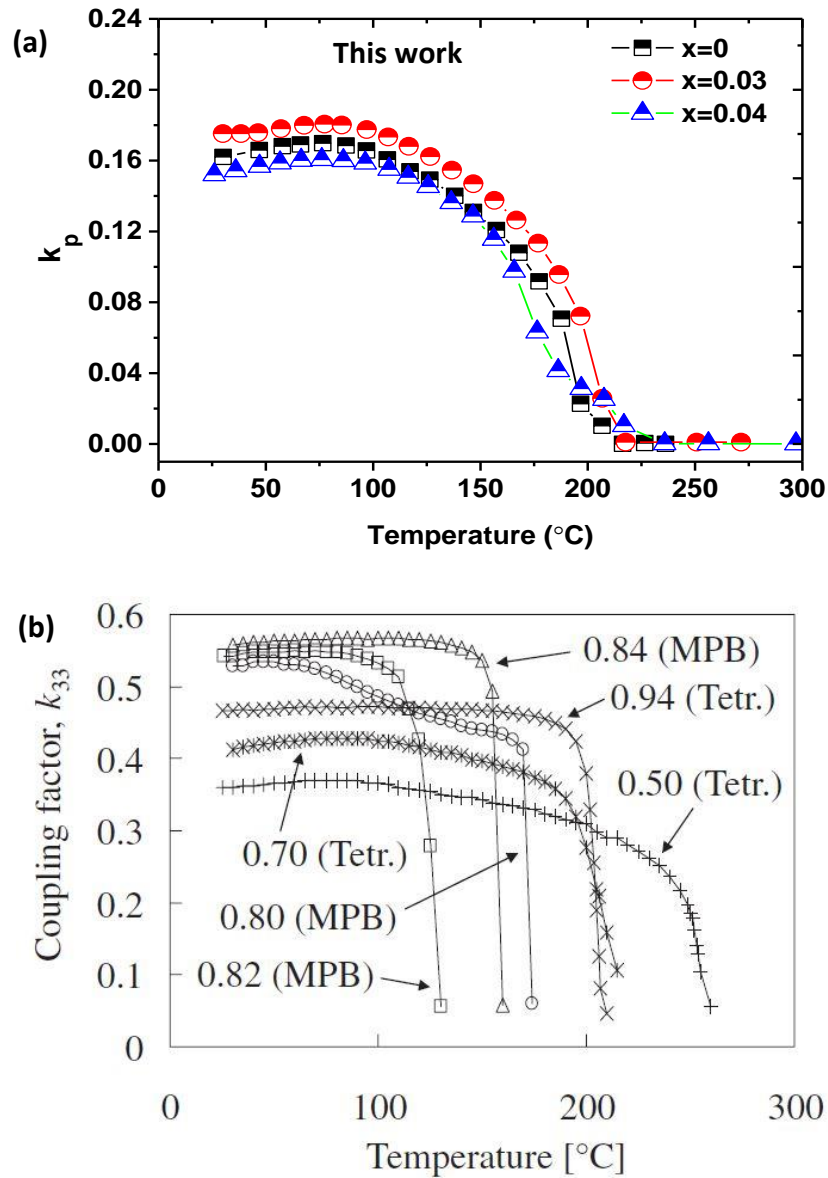 (a)
This work
x=0
x=0.03
x=0.04
0.24
0.20
0.16
0.12
0.08
0.04
0.00
kp
0 50 100 150 200 250 300
Temperature (°C)
(b)
0.6
0.5
0.4
0.3
0.2
0.1
0
Coupling factor, k33
0.84 (MPB)
0.94 (Tetr.)
0.50 (Tetr.)
0.70 (Tetr.)
0.80 (MPB)
0.82 (MPB)
0 100 200 300
Temperature [°C]